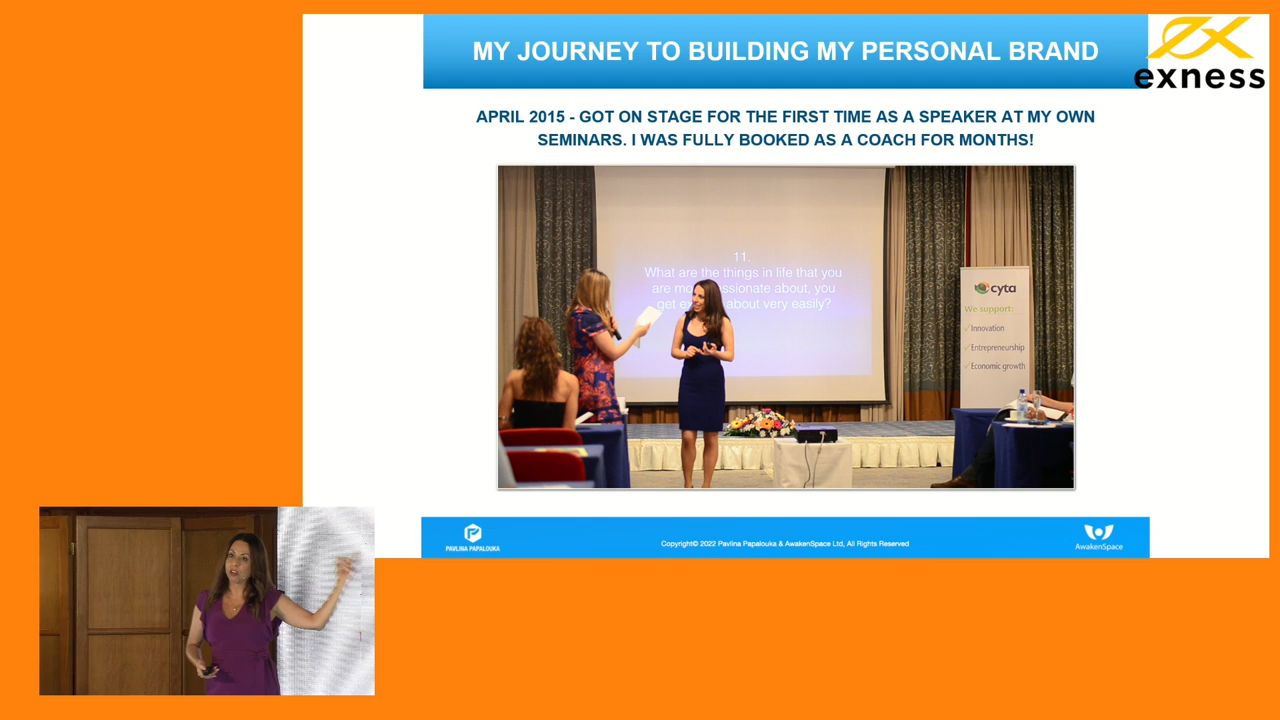 MY JOURNEY TO BUILDING MY PERSONAL BRAND
exness
APRIL 2015 - GOT ON STAGE FOR THE FIRST TIME AS A SPEAKER AT MY OWN
SEMINARS. I WAS FULLY BOOKED AS A COACH FOR MONTHS!
11.
What are the things in life that you
are mo ssionate about, you
get e about very easily?
cyta
We support:
Innovation
Entrepreneurship
Economic growth
PAVLINA PAPALOUKA
Copyright© 2022 Pavlina Papalouka & AwakenSpace Ltd, All Rights Reserved
AwakenSpace